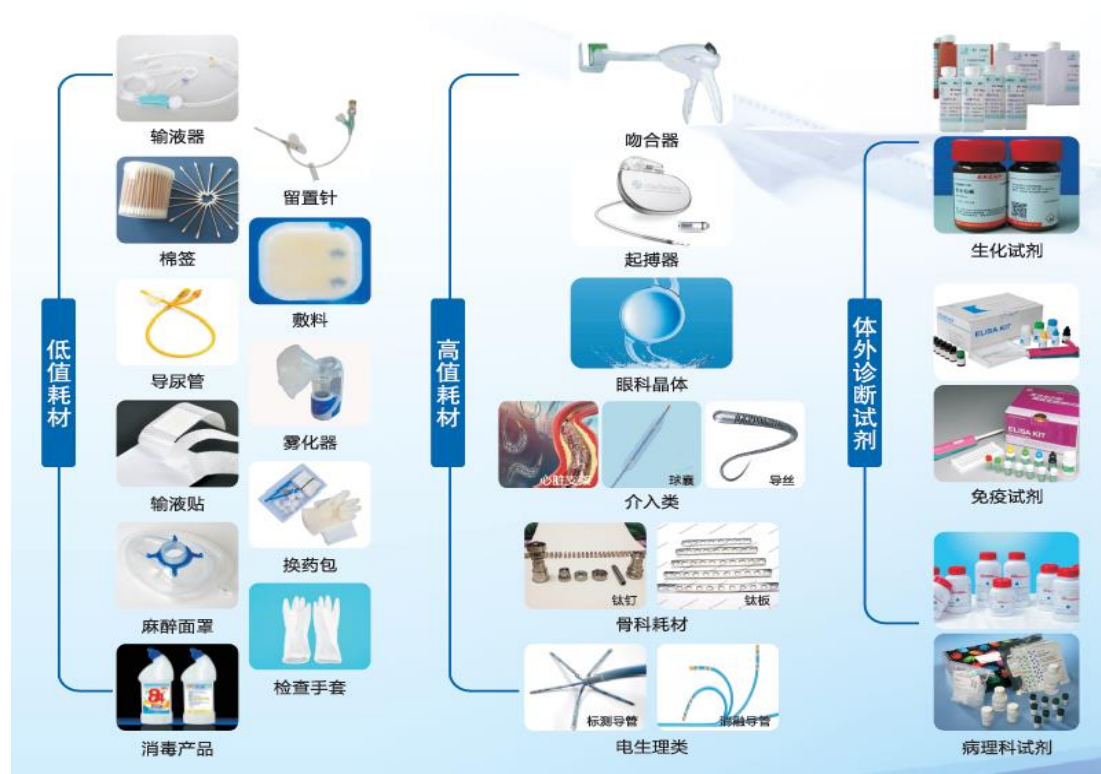 低值耗材
输液器
留置针
棉签
敷料
导尿管
雾化器
输液贴
换药包
麻醉面罩
检查手套
消毒产品
84
高值耗材
吻合器
起搏器
眼科晶体
心脏支架
球囊
导丝
介入类
钛钉
钛板
骨科耗材
标测导管
消融导管
电生理类
体外诊断试剂
生化试剂
ELISA KIT
ELISA KIT
免疫试剂
病理科试剂